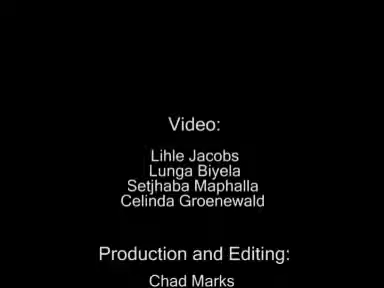 Video:
Lihle Jacobs
Lunga Biyela
Setjhaba Maphalla
Celinda Groenewald
Production and Editing:
Chad Marks